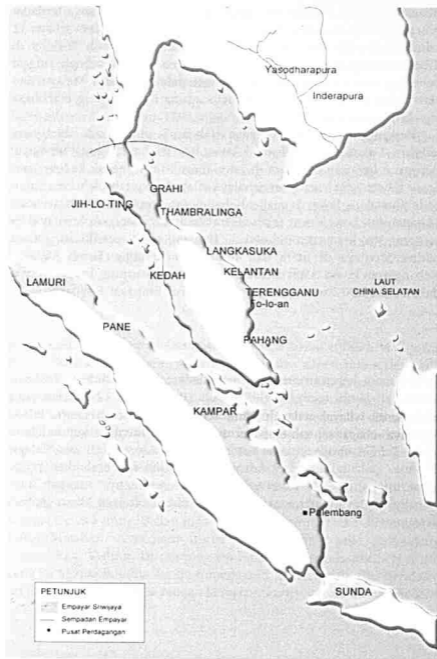 Yasodharapura
Inderapura
GRAHI
JIH-LO-TING
THAMBRALINGA
LANGKASUKA
KEDAH
KELANTAN
LAMURI
TERENGGANU
Fo-lo-an
LAUT
CHINA SELATAN
PANE
PAHANG
KAMPAR
Palembang
SUNDA
PETUNJUK
Empayar Sriwijaya
Sempadan Empayar
Pusat Perdagangan